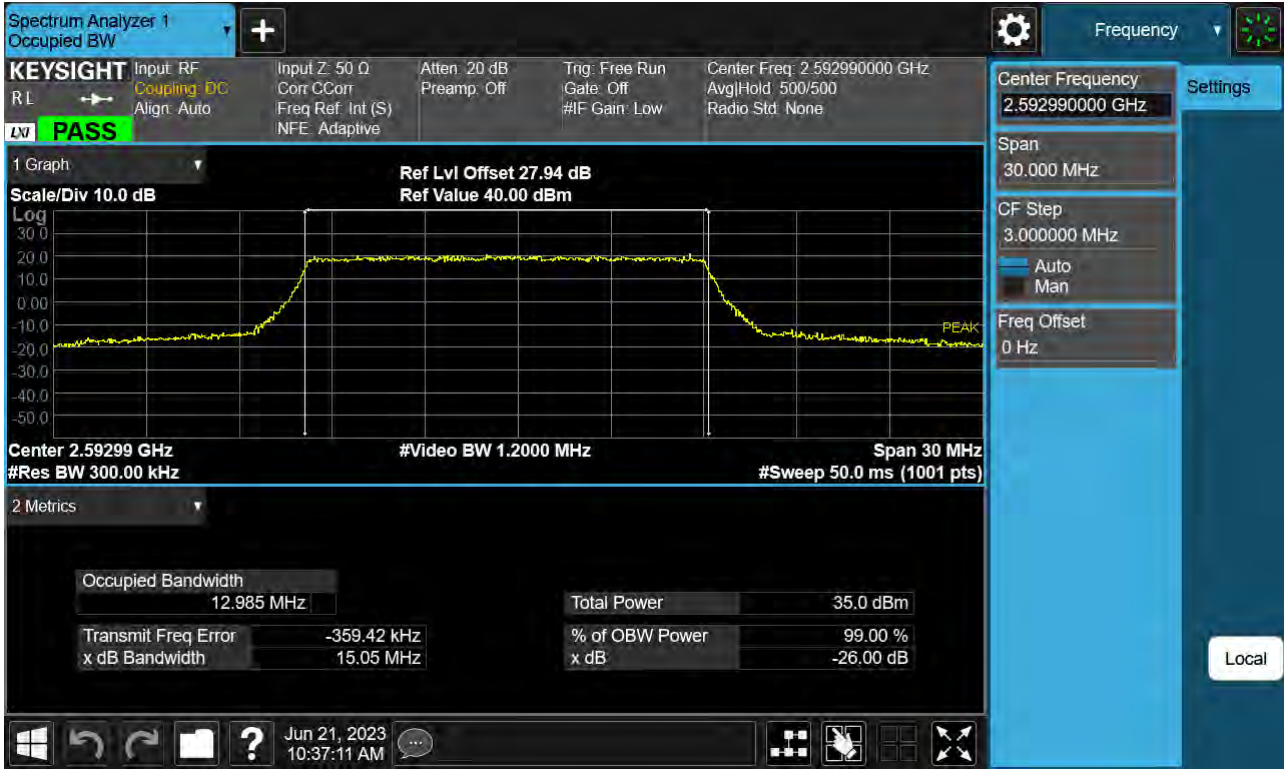 Spectrum Analyzer 1
Occupied BW
Frequency
KEYSIGHT
RL
LXI
PASS
Input: RF
Coupling: DC
Align: Auto
Input Z: 50 Ω
Corr CCorr
Freq Ref: Int (S)
NFE: Adaptive
Atten: 20 dB
Preamp: Off
Trig: Free Run
Gate: Off
#IF Gain: Low
Center Freq: 2.592990000 GHz
Avg|Hold: 500/500
Radio Std: None
Center Frequency
2.592990000 GHz
Settings
Span
30.000 MHz
CF Step
3.000000 MHz
Auto
Man
Freq Offset
0 Hz
Local
1 Graph
Scale/Div 10.0 dB
Ref Lvl Offset 27.94 dB
Ref Value 40.00 dBm
Log
30.0
20.0
10.0
0.00
-10.0
-20.0
-30.0
-40.0
-50.0
PEAK
Center 2.59299 GHz
#Video BW 1.2000 MHz
Span 30 MHz
#Res BW 300.00 kHz
#Sweep 50.0 ms (1001 pts)
2 Metrics
Occupied Bandwidth
12.985 MHz
Total Power 35.0 dBm
Transmit Freq Error -359.42 kHz
% of OBW Power 99.00 %
x dB Bandwidth 15.05 MHz
x dB -26.00 dB
?
Jun 21, 2023
10:37:11 AM